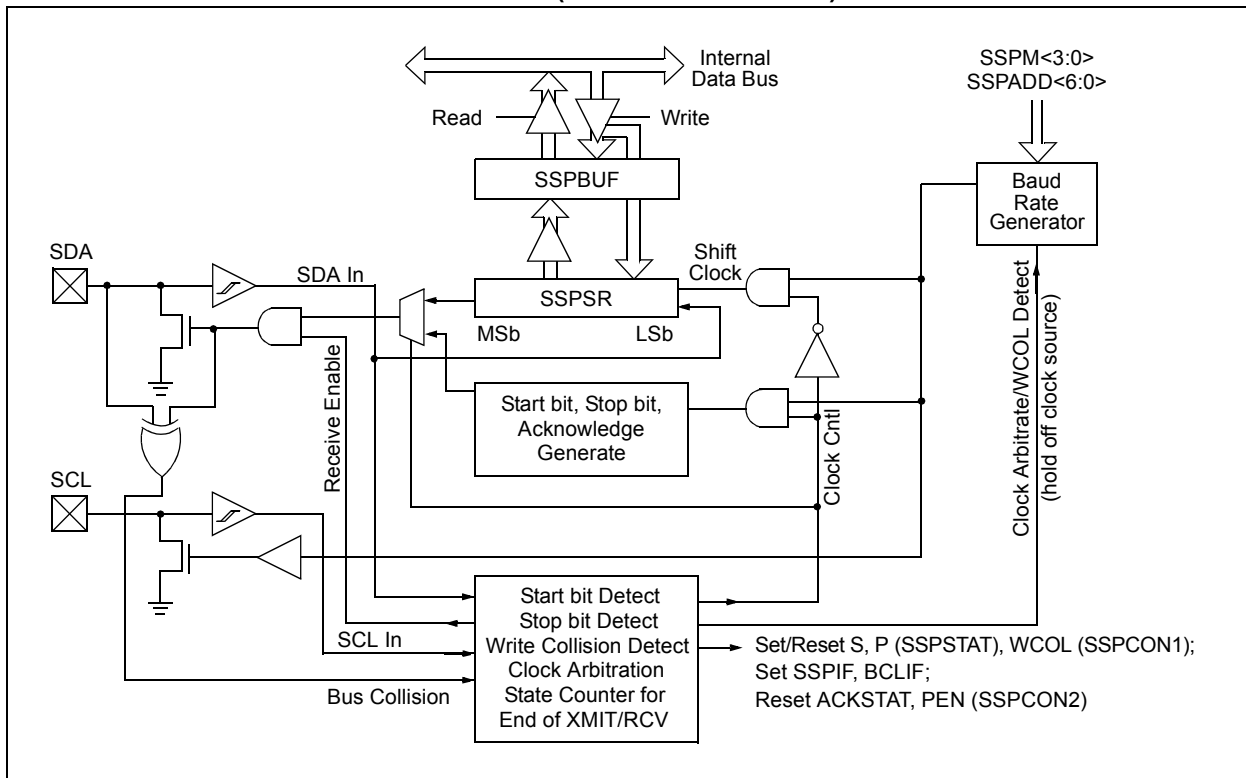 Internal
Data Bus
SSPM<3:0>
SSPADD<6:0>
Read
Write
SSPBUF
Baud
Rate
Generator
SDA
SDA In
Shift
Clock
SSPSR
MSb
LSb
Receive Enable
Start bit, Stop bit,
Acknowledge
Generate
Clock Cntl
Clock Arbitrate/WCOL Detect
(hold off clock source)
SCL
SCL In
Bus Collision
Start bit Detect
Stop bit Detect
Write Collision Detect
Clock Arbitration
State Counter for
End of XMIT/RCV
Set/Reset S, P (SSPSTAT), WCOL (SSPCON1);
Set SSPIF, BCLIF;
Reset ACKSTAT, PEN (SSPCON2)